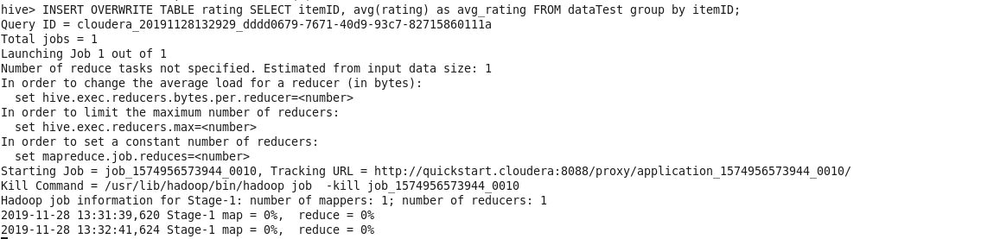 hive> INSERT OVERWRITE TABLE rating SELECT itemID, avg(rating) as avg_rating FROM dataTest group by itemID;
Query ID = cloudera_20191128132929_dddd0679-7671-40d9-93c7-82715860111a
Total jobs = 1
Launching Job 1 out of 1
Number of reduce tasks not specified. Estimated from input data size: 1
In order to change the average load for a reducer (in bytes):
  set hive.exec.reducers.bytes.per.reducer=<number>
In order to limit the maximum number of reducers:
  set hive.exec.reducers.max=<number>
In order to set a constant number of reducers:
  set mapreduce.job.reduces=<number>
Starting Job = job_1574956573944_0010, Tracking URL = http://quickstart.cloudera:8088/proxy/application_1574956573944_0010/
Kill Command = /usr/lib/hadoop/bin/hadoop job  -kill job_1574956573944_0010
Hadoop job information for Stage-1: number of mappers: 1; number of reducers: 1
2019-11-28 13:31:39,620 Stage-1 map = 0%,  reduce = 0%
2019-11-28 13:32:41,624 Stage-1 map = 0%,  reduce = 0%